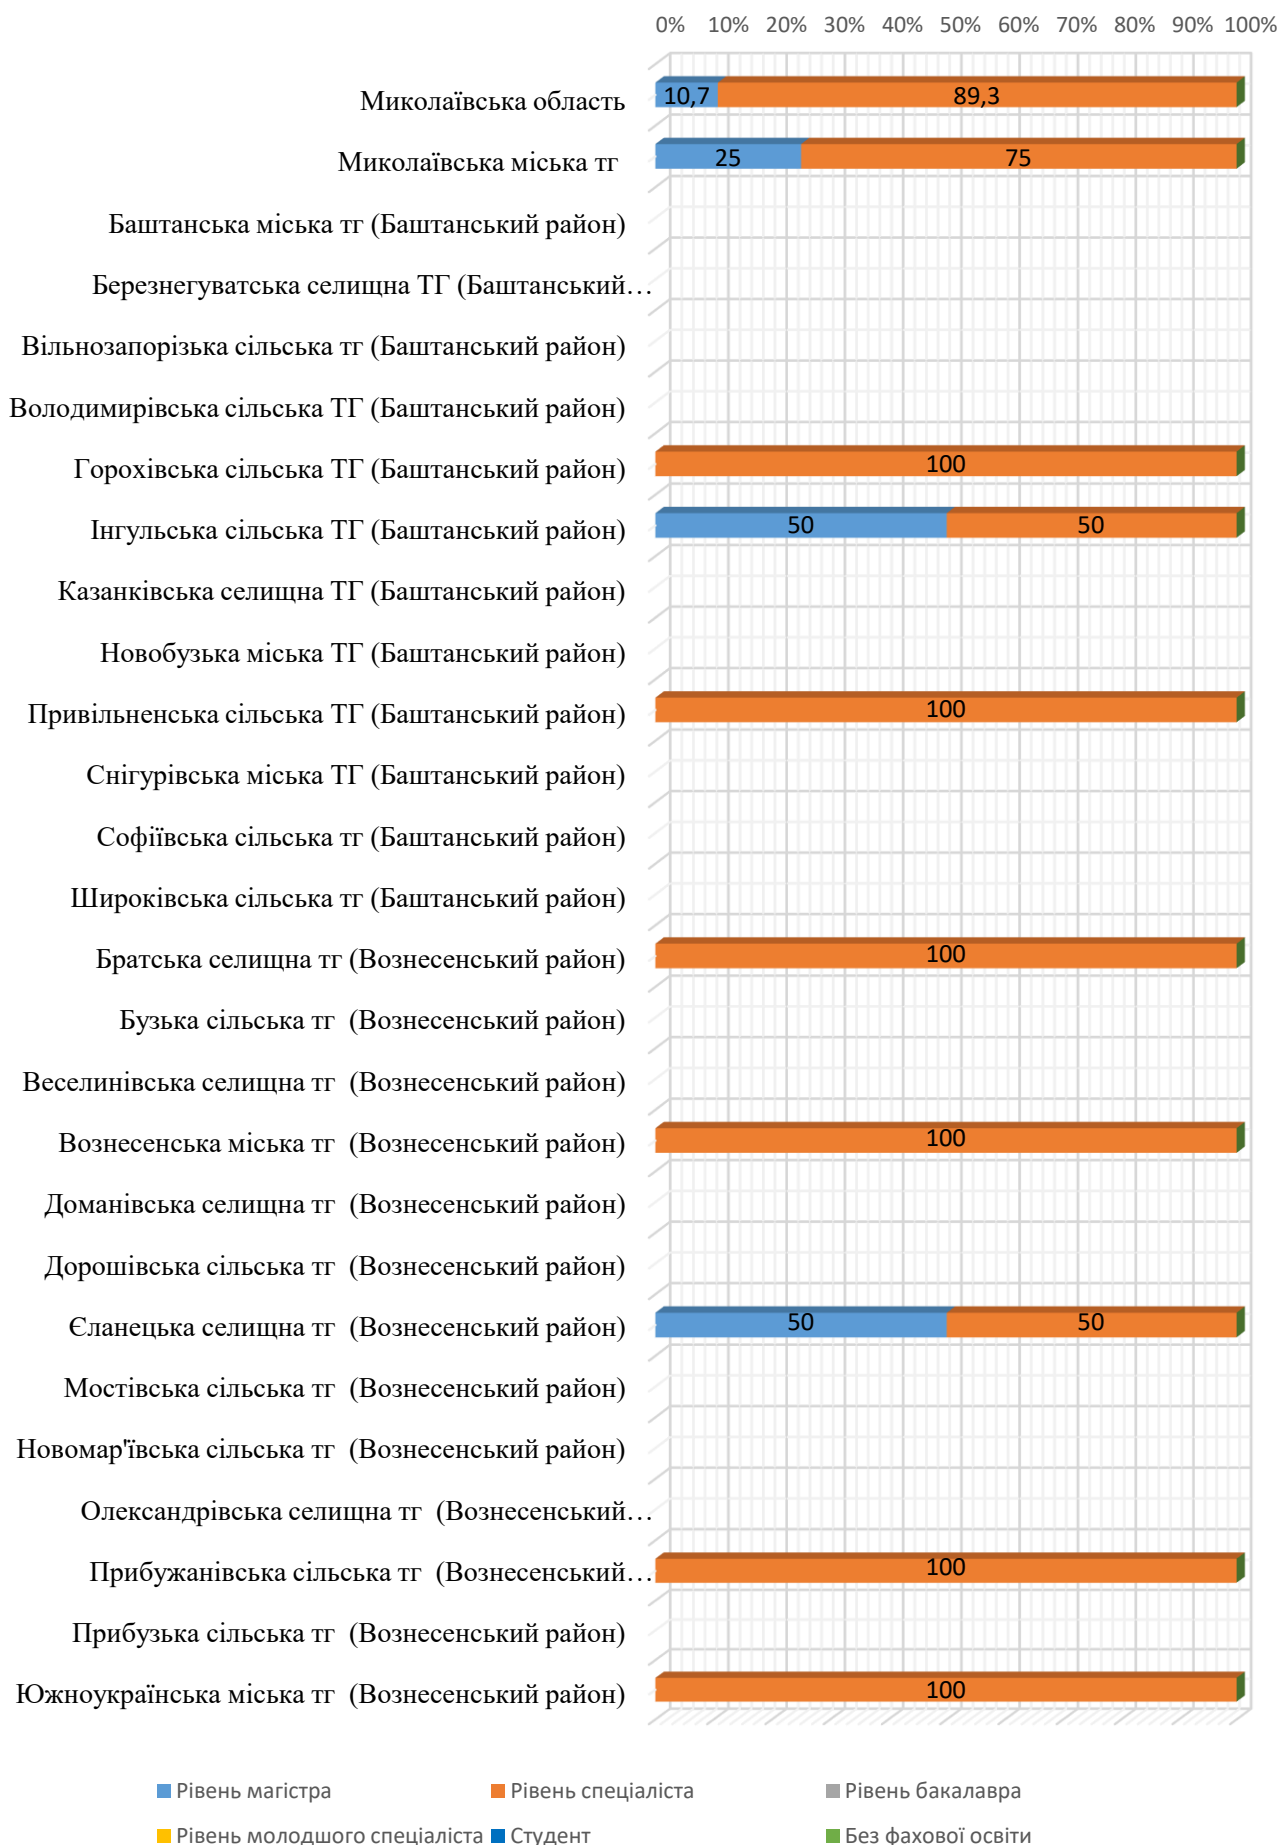 0% 10% 20% 30% 40% 50% 60% 70% 80% 90% 100%
Миколаївська область 10,7 89,3
Миколаївська міська тг 25 75
Баштанська міська тг (Баштанський район)
Березнегуватська селищна ТГ (Баштанський…
Вільнозапорізька сільська тг (Баштанський район)
Володимирівська сільська ТГ (Баштанський район)
Горохівська сільська ТГ (Баштанський район) 100
Інгульська сільська ТГ (Баштанський район) 50 50
Казанківська селищна ТГ (Баштанський район)
Новобузька міська ТГ (Баштанський район)
Привільненська сільська ТГ (Баштанський район) 100
Снігурівська міська ТГ (Баштанський район)
Софіївська сільська тг (Баштанський район)
Широківська сільська тг (Баштанський район)
Братська селищна тг (Вознесенський район) 100
Бузька сільська тг (Вознесенський район)
Веселинівська селищна тг (Вознесенський район)
Вознесенська міська тг (Вознесенський район) 100
Доманівська селищна тг (Вознесенський район)
Дорошівська сільська тг (Вознесенський район)
Єланецька селищна тг (Вознесенський район) 50 50
Мостівська сільська тг (Вознесенський район)
Новомар'ївська сільська тг (Вознесенський район)
Олександрівська селищна тг (Вознесенський…
Прибужанівська сільська тг (Вознесенський… 100
Прибузька сільська тг (Вознесенський район)
Южноукраїнська міська тг (Вознесенський район) 100
Рівень магістра Рівень спеціаліста Рівень бакалавра
Рівень молодшого спеціаліста Студент Без фахової освіти